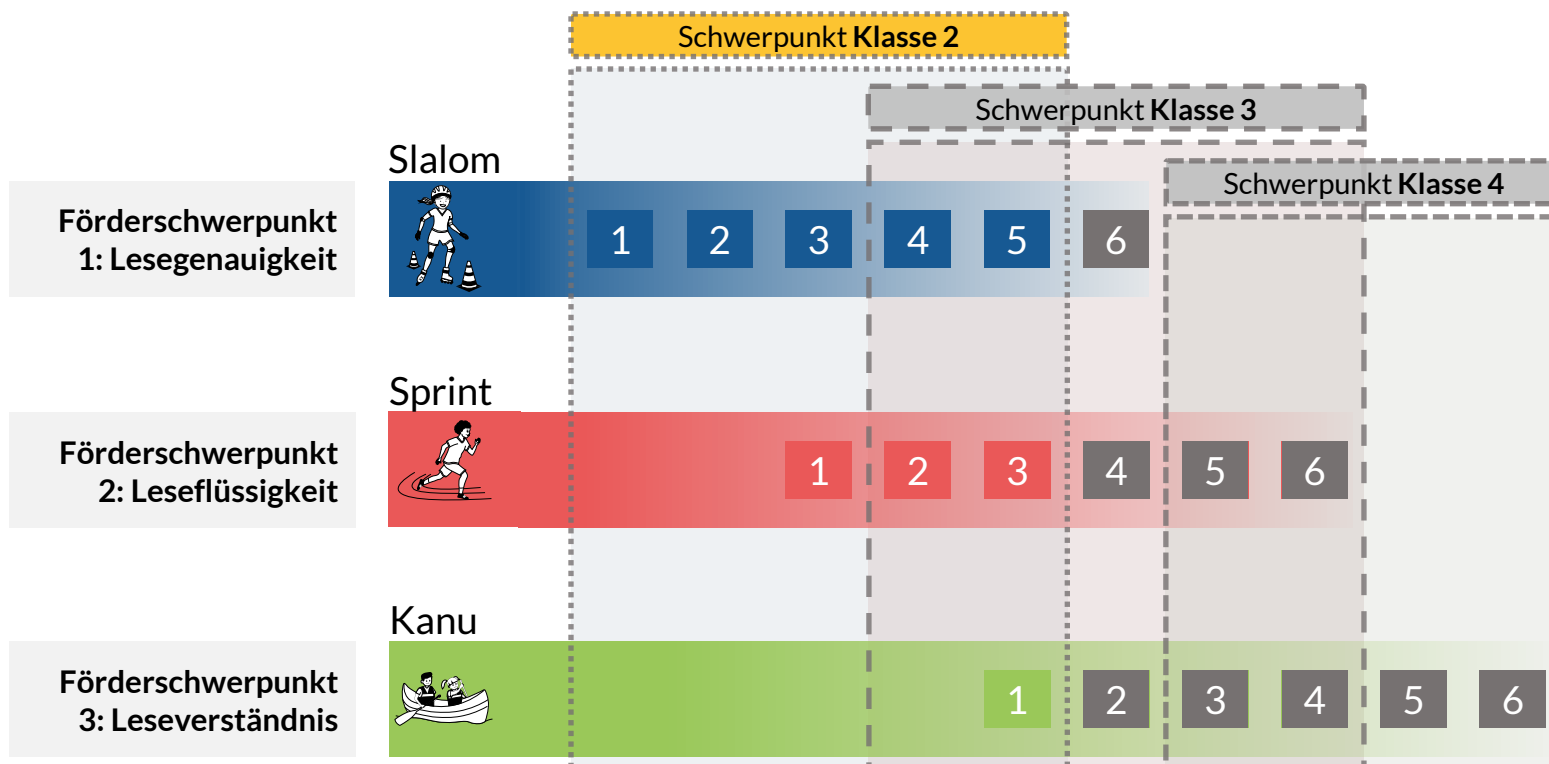 Schwerpunkt Klasse 2
Schwerpunkt Klasse 3
Schwerpunkt Klasse 4
Slalom
Förderschwerpunkt
1: Lesegenauigkeit
1 2 3 4 5 6
Sprint
Förderschwerpunkt
2: Leseflüssigkeit
1 2 3 4 5 6
Kanu
Förderschwerpunkt
3: Leseverständnis
1 2 3 4 5 6